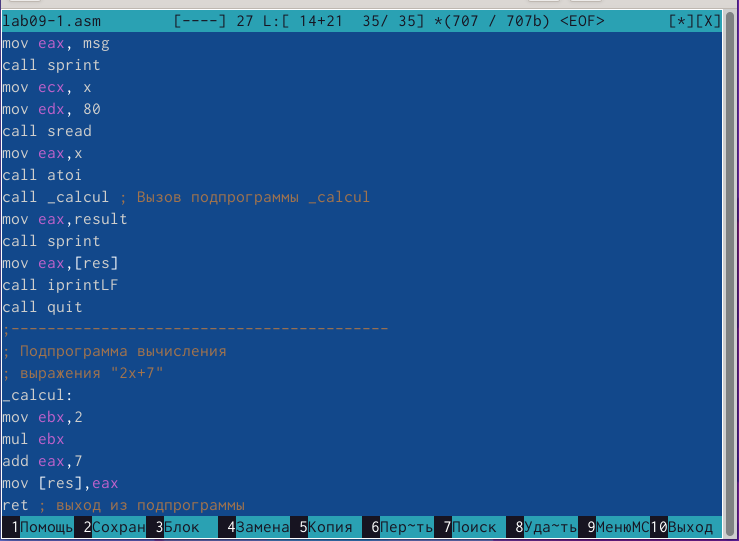 lab09-1.asm [----] 27 L:[ 14+21 35/ 35] *(707 / 707b) <EOF> [*][X]
mov eax, msg
call sprint
mov ecx, x
mov edx, 80
call sread
mov eax,x
call atoi
call _calcul ; Вызов подпрограммы _calcul
mov eax,result
call sprint
mov eax,[res]
call iprintLF
call quit
;------------------------------------------
; Подпрограмма вычисления
; выражения "2x+7"
_calcul:
mov ebx,2
mul ebx
add eax,7
mov [res],eax
ret ; выход из подпрограммы
1Помощь 2Сохран 3Блок 4Замена 5Копия 6Пер~ть 7Поиск 8Уда~ть 9МенюMC 10Выход